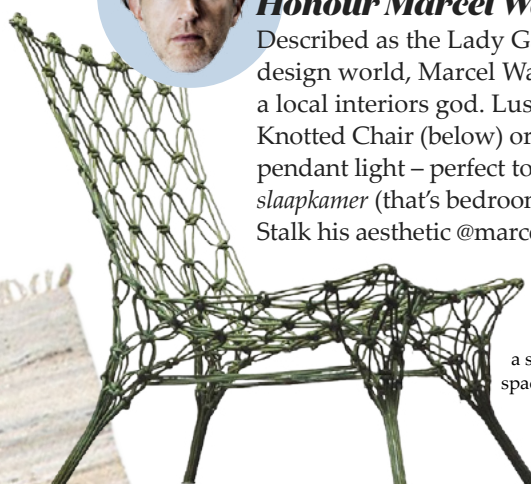 Honour Marcel W
Described as the Lady G
design world, Marcel Wa
a local interiors god. Lus
Knotted Chair (below) or
pendant light – perfect to
slaapkamer (that's bedroom
Stalk his aesthetic @marce
a s
spac